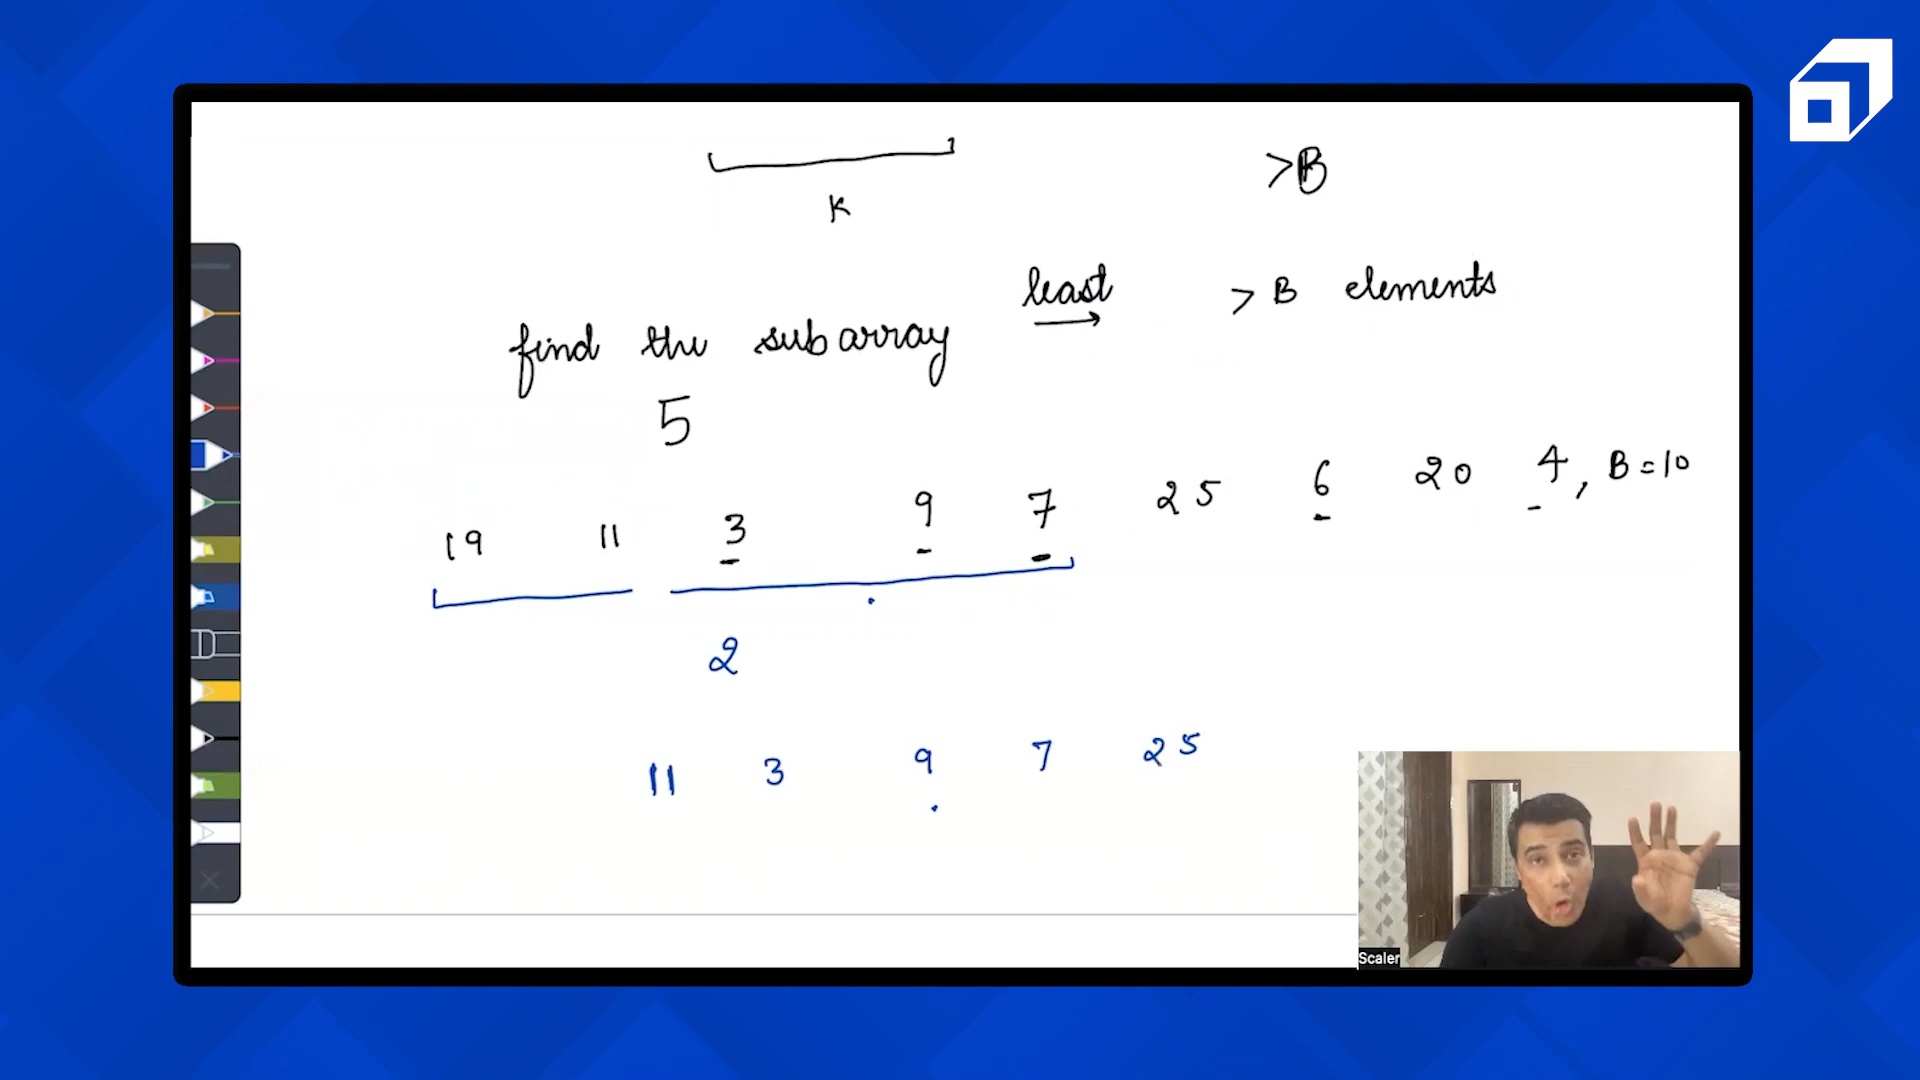 K
>B
least > B elements
find the subarray
5
19 11 3 9 7 25 6 20 4, B=10
2
11 3 9 7 25
Scaler